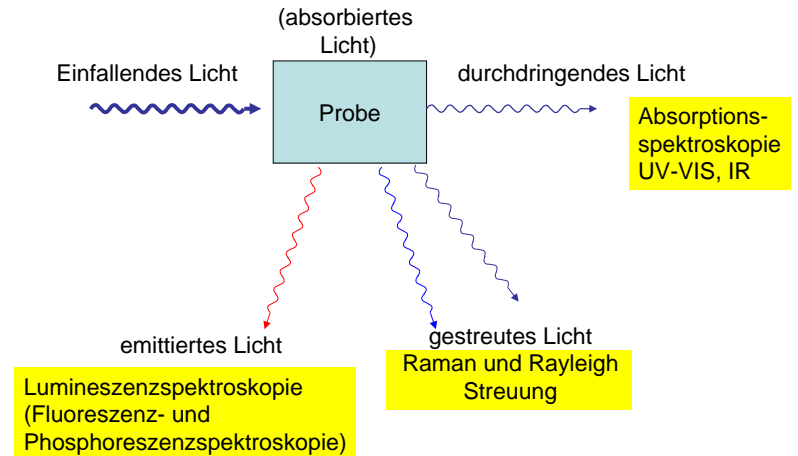 (absorbiertes
Licht)
Einfallendes Licht
durchdringendes Licht
Probe
Absorptions-
spektroskopie
UV-VIS, IR
emittiertes Licht
Lumineszenzspektroskopie
(Fluoreszenz- und
Phosphoreszenzspektroskopie)
gestreutes Licht
Raman und Rayleigh
Streuung